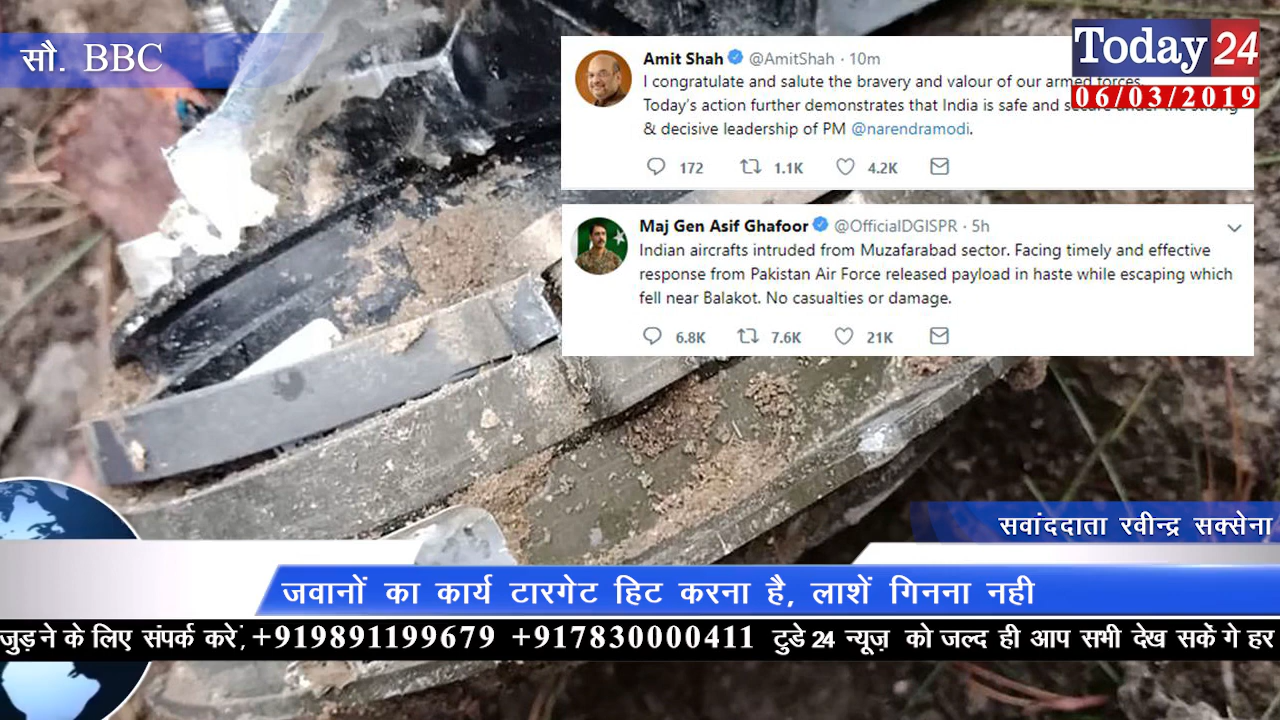 सौ. BBC
Today 24
06/03/2019
Amit Shah @AmitShah · 10m
I congratulate and salute the bravery and valour of our armed forces.
Today's action further demonstrates that India is safe and secure under the strong
& decisive leadership of PM @narendramodi.
172 1.1K 4.2K
Maj Gen Asif Ghafoor @OfficialDGISPR · 5h
Indian aircrafts intruded from Muzafarabad sector. Facing timely and effective
response from Pakistan Air Force released payload in haste while escaping which
fell near Balakot. No casualties or damage.
6.8K 7.6K 21K
सवांददाता रवीन्द्र सक्सेना
जवानों का कार्य टारगेट हिट करना है, लाशें गिनना नही
जुड़ने के लिए संपर्क करें, +919891199679 +917830000411 टुडे 24 न्यूज़ को जल्द ही आप सभी देख सकेंगे हर